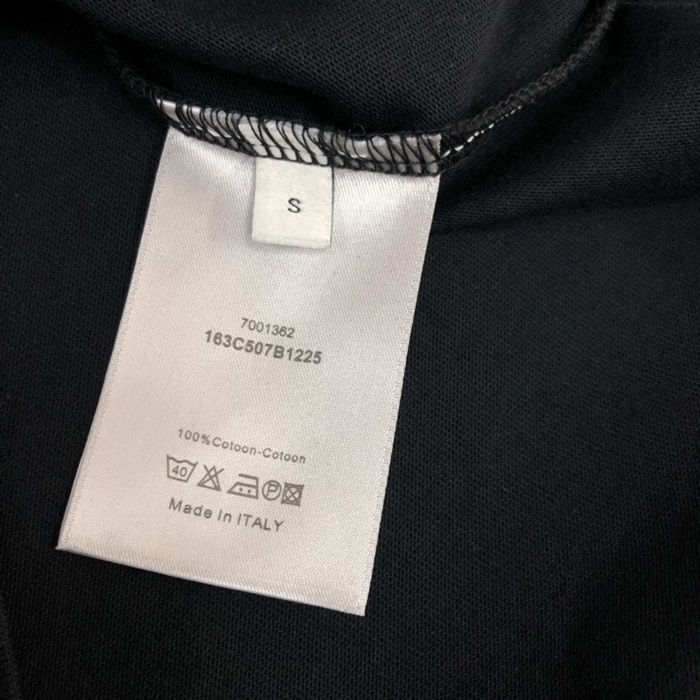 S
7001362
163C507B1225
100%Cotoon-Cotoon
40 P
Made in ITALY